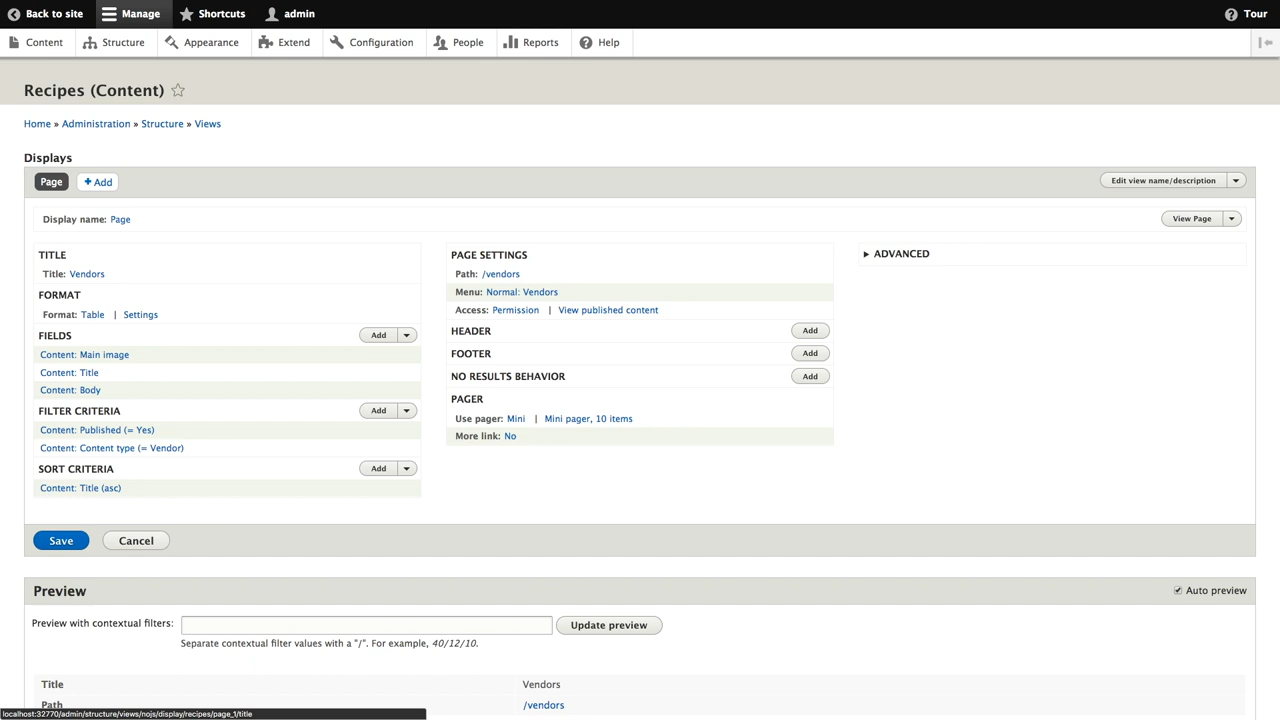 Back to site Manage Shortcuts admin Tour
Content Structure Appearance Extend Configuration People Reports Help
Recipes (Content)
Home » Administration » Structure » Views
Displays
Page + Add Edit view name/description
Display name: Page View Page
TITLE
Title: Vendors
FORMAT
Format: Table | Settings
FIELDS Add
Content: Main image
Content: Title
Content: Body
FILTER CRITERIA Add
Content: Published (= Yes)
Content: Content type (= Vendor)
SORT CRITERIA Add
Content: Title (asc)
PAGE SETTINGS
Path: /vendors
Menu: Normal: Vendors
Access: Permission | View published content
HEADER Add
FOOTER Add
NO RESULTS BEHAVIOR Add
PAGER
Use pager: Mini | Mini pager, 10 items
More link: No
ADVANCED
Save Cancel
Preview Auto preview
Preview with contextual filters: Update preview
Separate contextual filter values with a "/". For example, 40/12/10.
Title Vendors
Path /vendors
localhost:32770/admin/structure/views/nojs/display/recipes/page_1/title